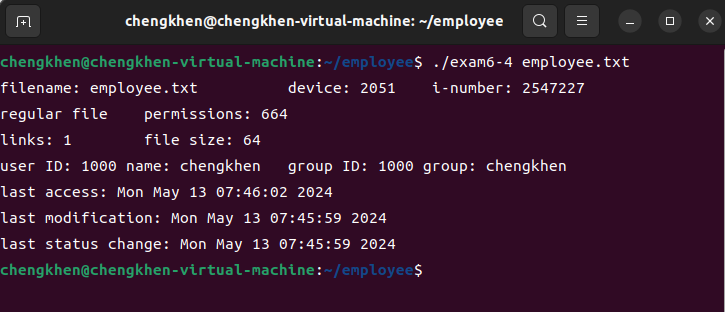 chengkhen@chengkhen-virtual-machine: ~/employee
chengkhen@chengkhen-virtual-machine:~/employee$ ./exam6-4 employee.txt
filename: employee.txt          device: 2051    i-number: 2547227
regular file    permissions: 664
links: 1        file size: 64
user ID: 1000 name: chengkhen   group ID: 1000 group: chengkhen
last access: Mon May 13 07:46:02 2024
last modification: Mon May 13 07:45:59 2024
last status change: Mon May 13 07:45:59 2024
chengkhen@chengkhen-virtual-machine:~/employee$